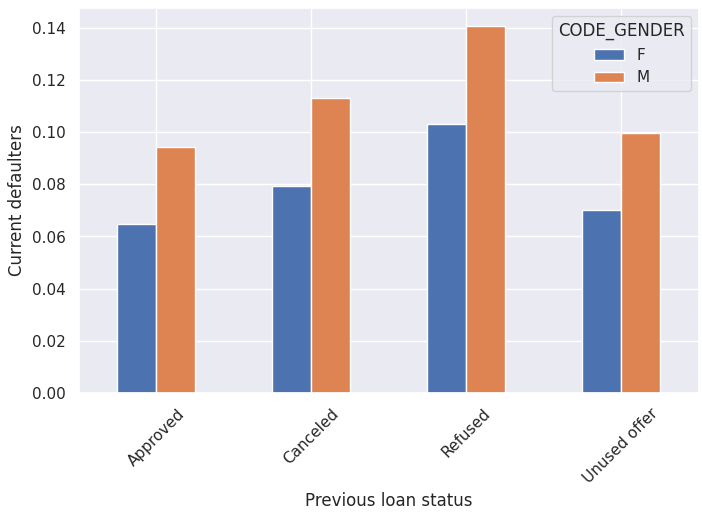 CODE_GENDER
F
M
Current defaulters
0.14
0.12
0.10
0.08
0.06
0.04
0.02
0.00
Approved
Canceled
Refused
Unused offer
Previous loan status